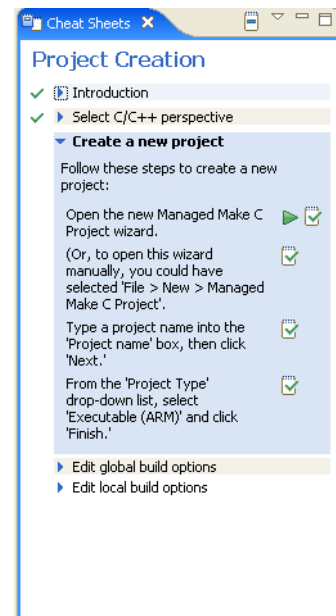 Cheat Sheets
Project Creation
Introduction
Select C/C++ perspective
Create a new project
Follow these steps to create a new
project:
Open the new Managed Make C
Project wizard.
(Or, to open this wizard
manually, you could have
selected 'File > New > Managed
Make C Project'.
Type a project name into the
'Project name' box, then click
'Next.'
From the 'Project Type'
drop-down list, select
'Executable (ARM)' and click
'Finish.'
Edit global build options
Edit local build options